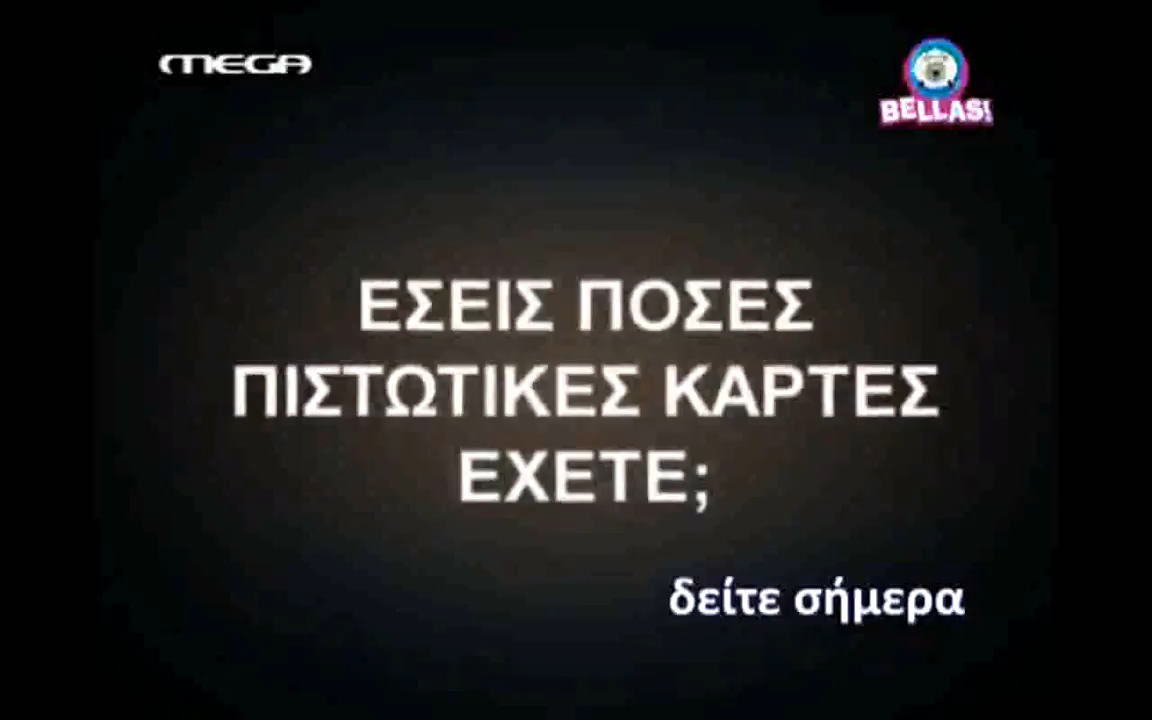 MEGA
BELLAS!
ΕΣΕΙΣ ΠΟΣΕΣ
ΠΙΣΤΩΤΙΚΕΣ ΚΑΡΤΕΣ
ΕΧΕΤΕ;
δείτε σήμερα